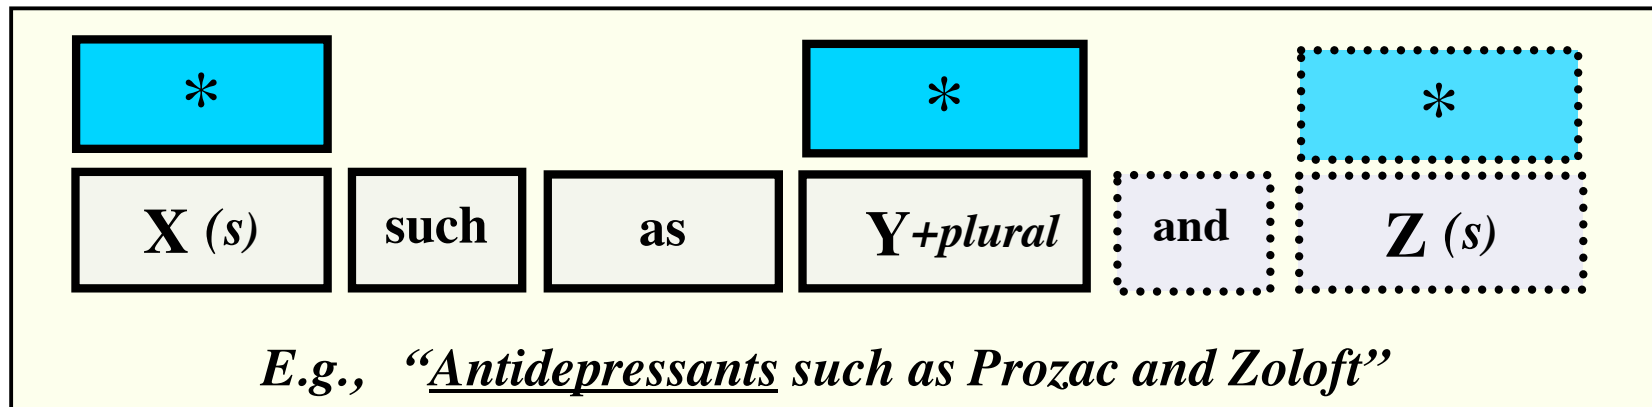 * * *
X (s) such as Y+plural and Z (s)
E.g., “Antidepressants such as Prozac and Zoloft”